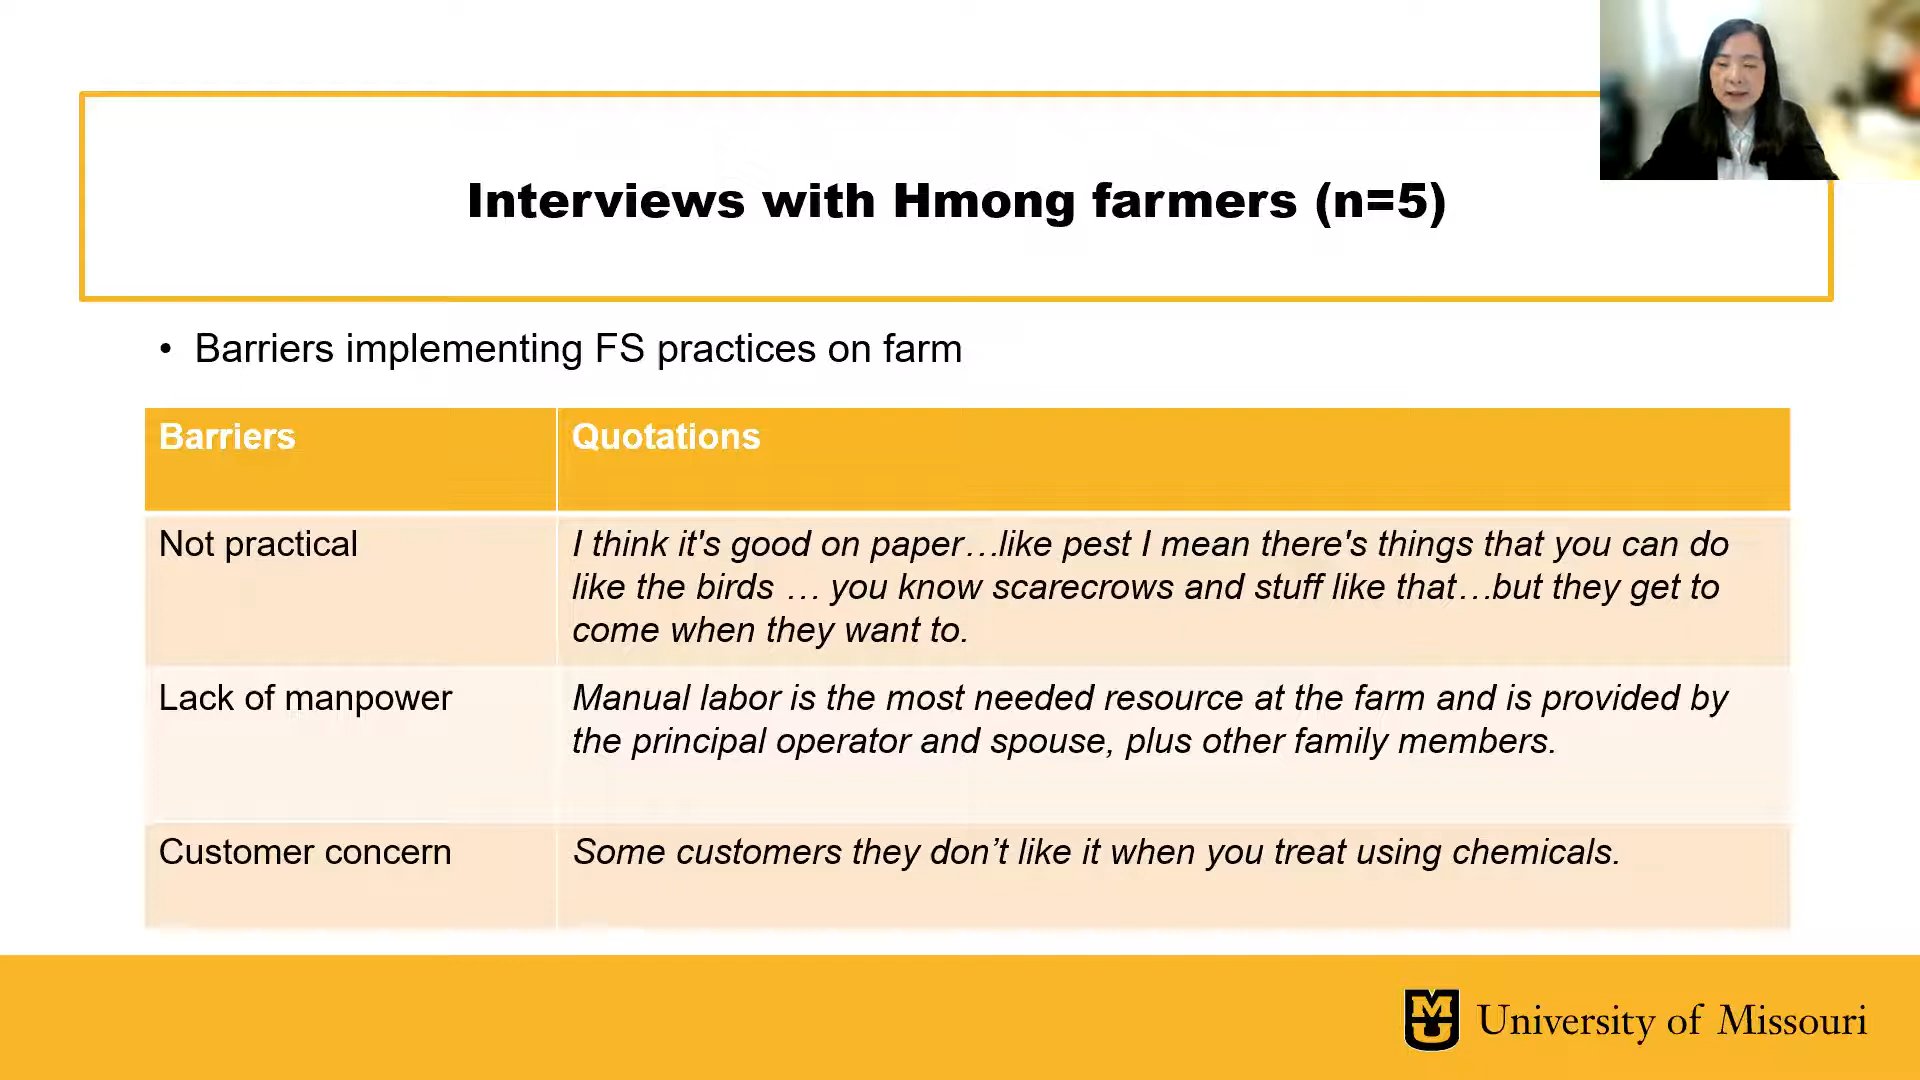 Interviews with Hmong farmers (n=5)
• Barriers implementing FS practices on farm
Barriers
Quotations
Not practical
I think it's good on paper…like pest I mean there's things that you can do
like the birds … you know scarecrows and stuff like that…but they get to
come when they want to.
Lack of manpower
Manual labor is the most needed resource at the farm and is provided by
the principal operator and spouse, plus other family members.
Customer concern
Some customers they don’t like it when you treat using chemicals.
MU
University of Missouri